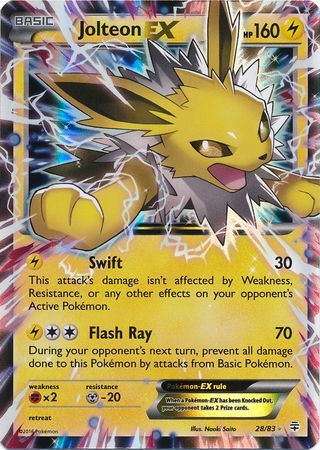 BASIC
Jolteon EX
HP160
Swift 30
This attack's damage isn't affected by Weakness,
Resistance, or any other effects on your opponent's
Active Pokémon.
Flash Ray 70
During your opponent's next turn, prevent all damage
done to this Pokémon by attacks from Basic Pokémon.
weakness resistance
×2 -20
retreat
Pokémon-EX rule
When a Pokémon-EX has been Knocked Out,
your opponent takes 2 Prize cards.
©2016 Pokémon
Illus. Naoki Saito
28/83